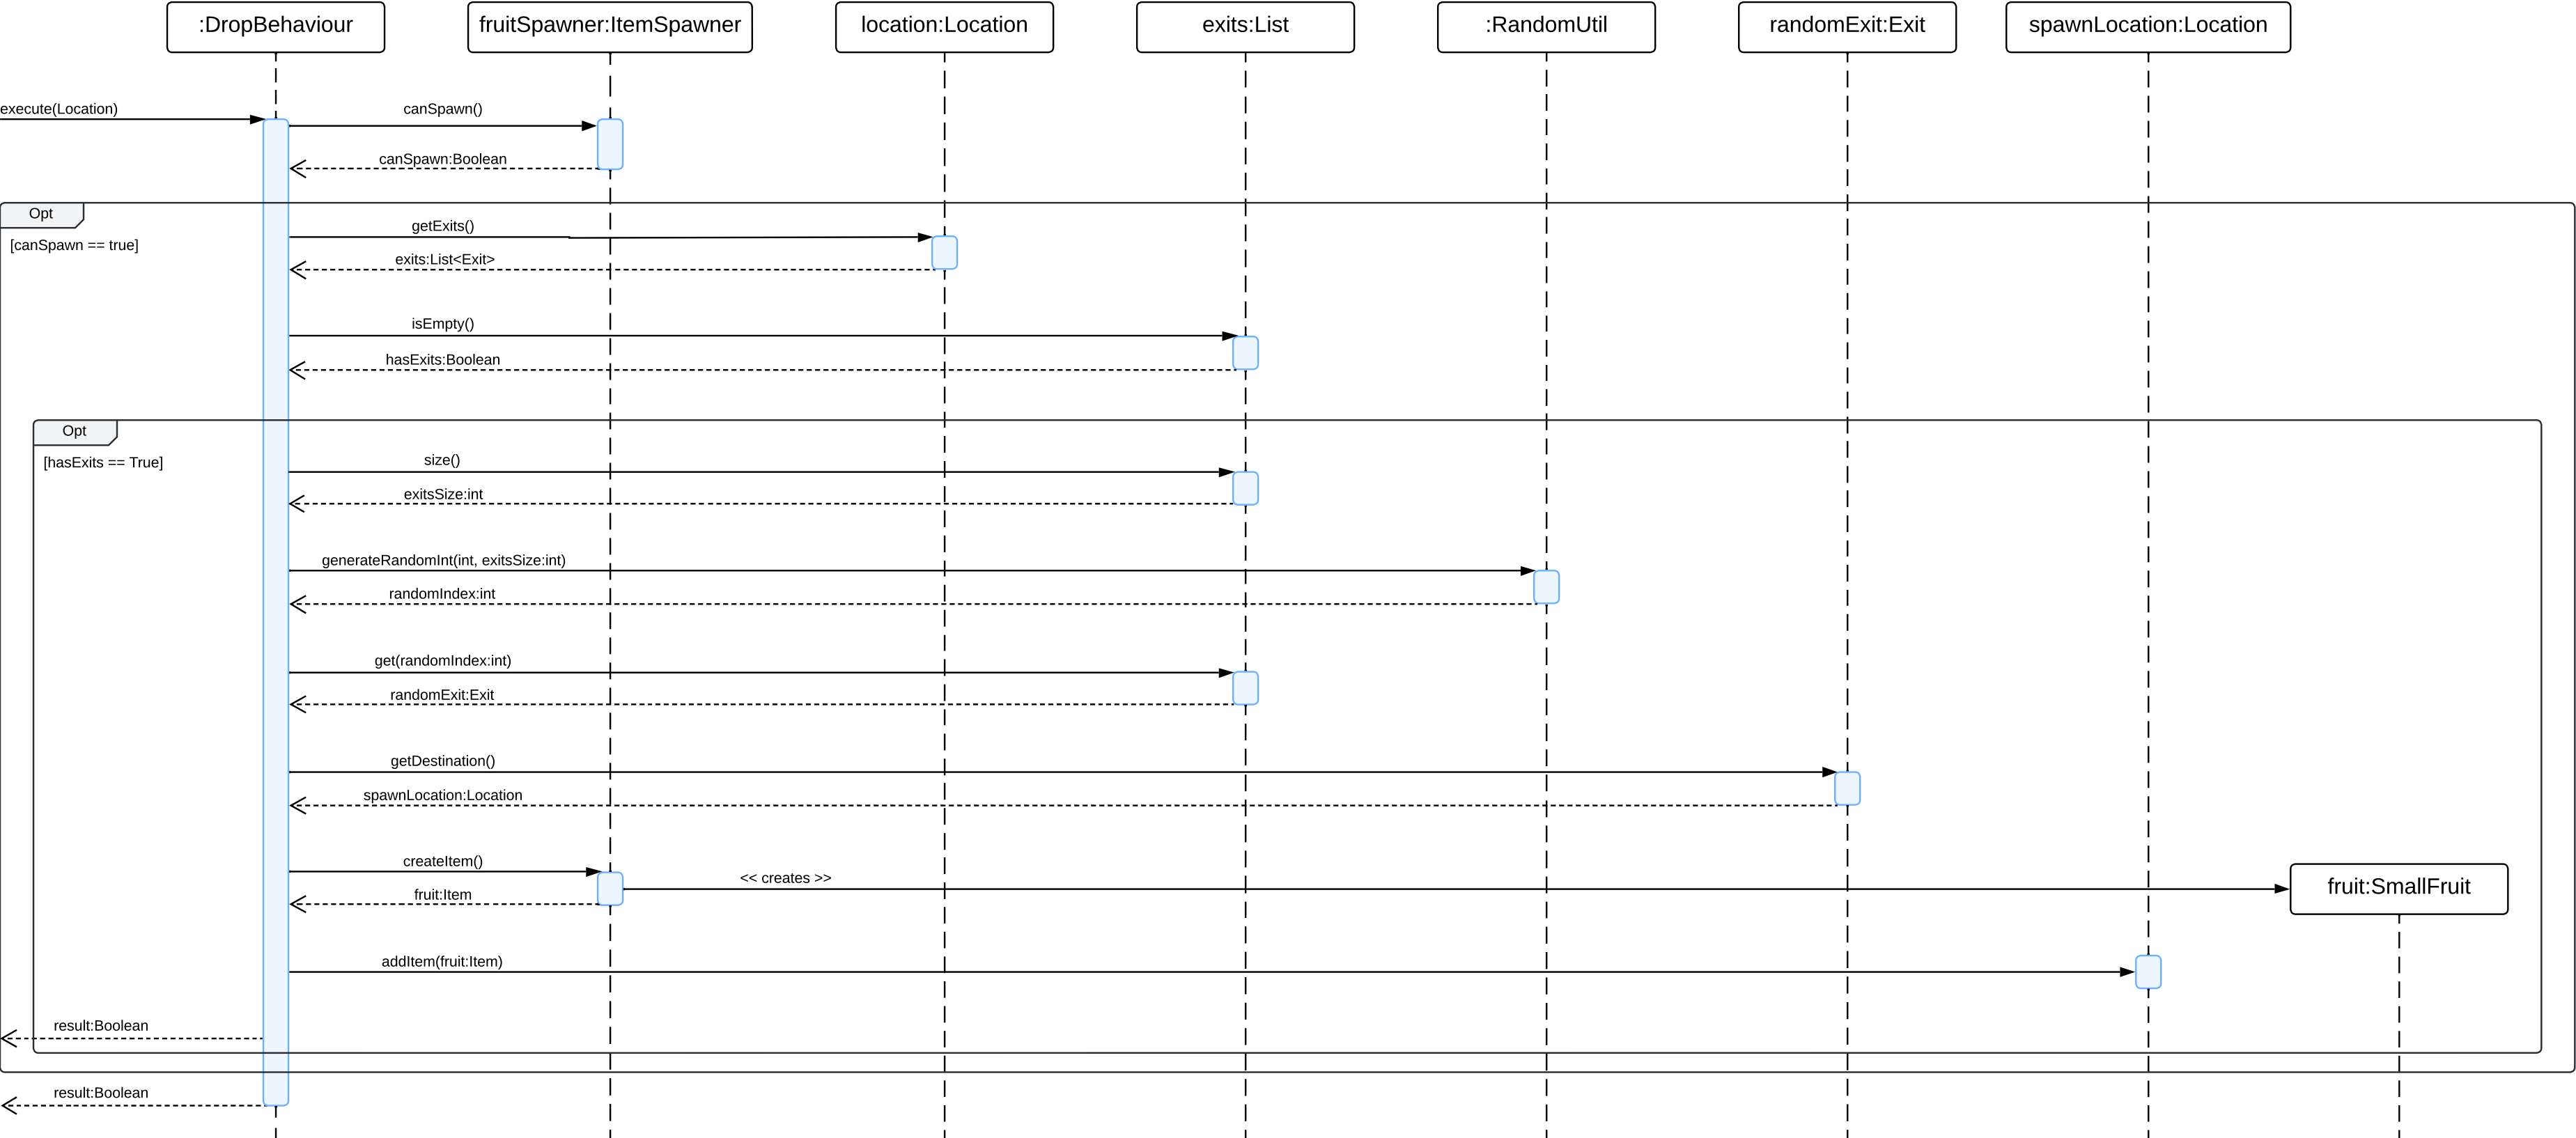 :DropBehaviour
fruitSpawner:ItemSpawner
location:Location
exits:List
:RandomUtil
randomExit:Exit
spawnLocation:Location
execute(Location)
canSpawn()
canSpawn:Boolean
Opt
[canSpawn == true]
getExits()
exits:List<Exit>
isEmpty()
hasExits:Boolean
Opt
[hasExits == True]
size()
exitsSize:int
generateRandomInt(int, exitsSize:int)
randomIndex:int
get(randomIndex:int)
randomExit:Exit
getDestination()
spawnLocation:Location
createItem()
<< creates >>
fruit:SmallFruit
fruit:Item
addItem(fruit:Item)
result:Boolean
result:Boolean